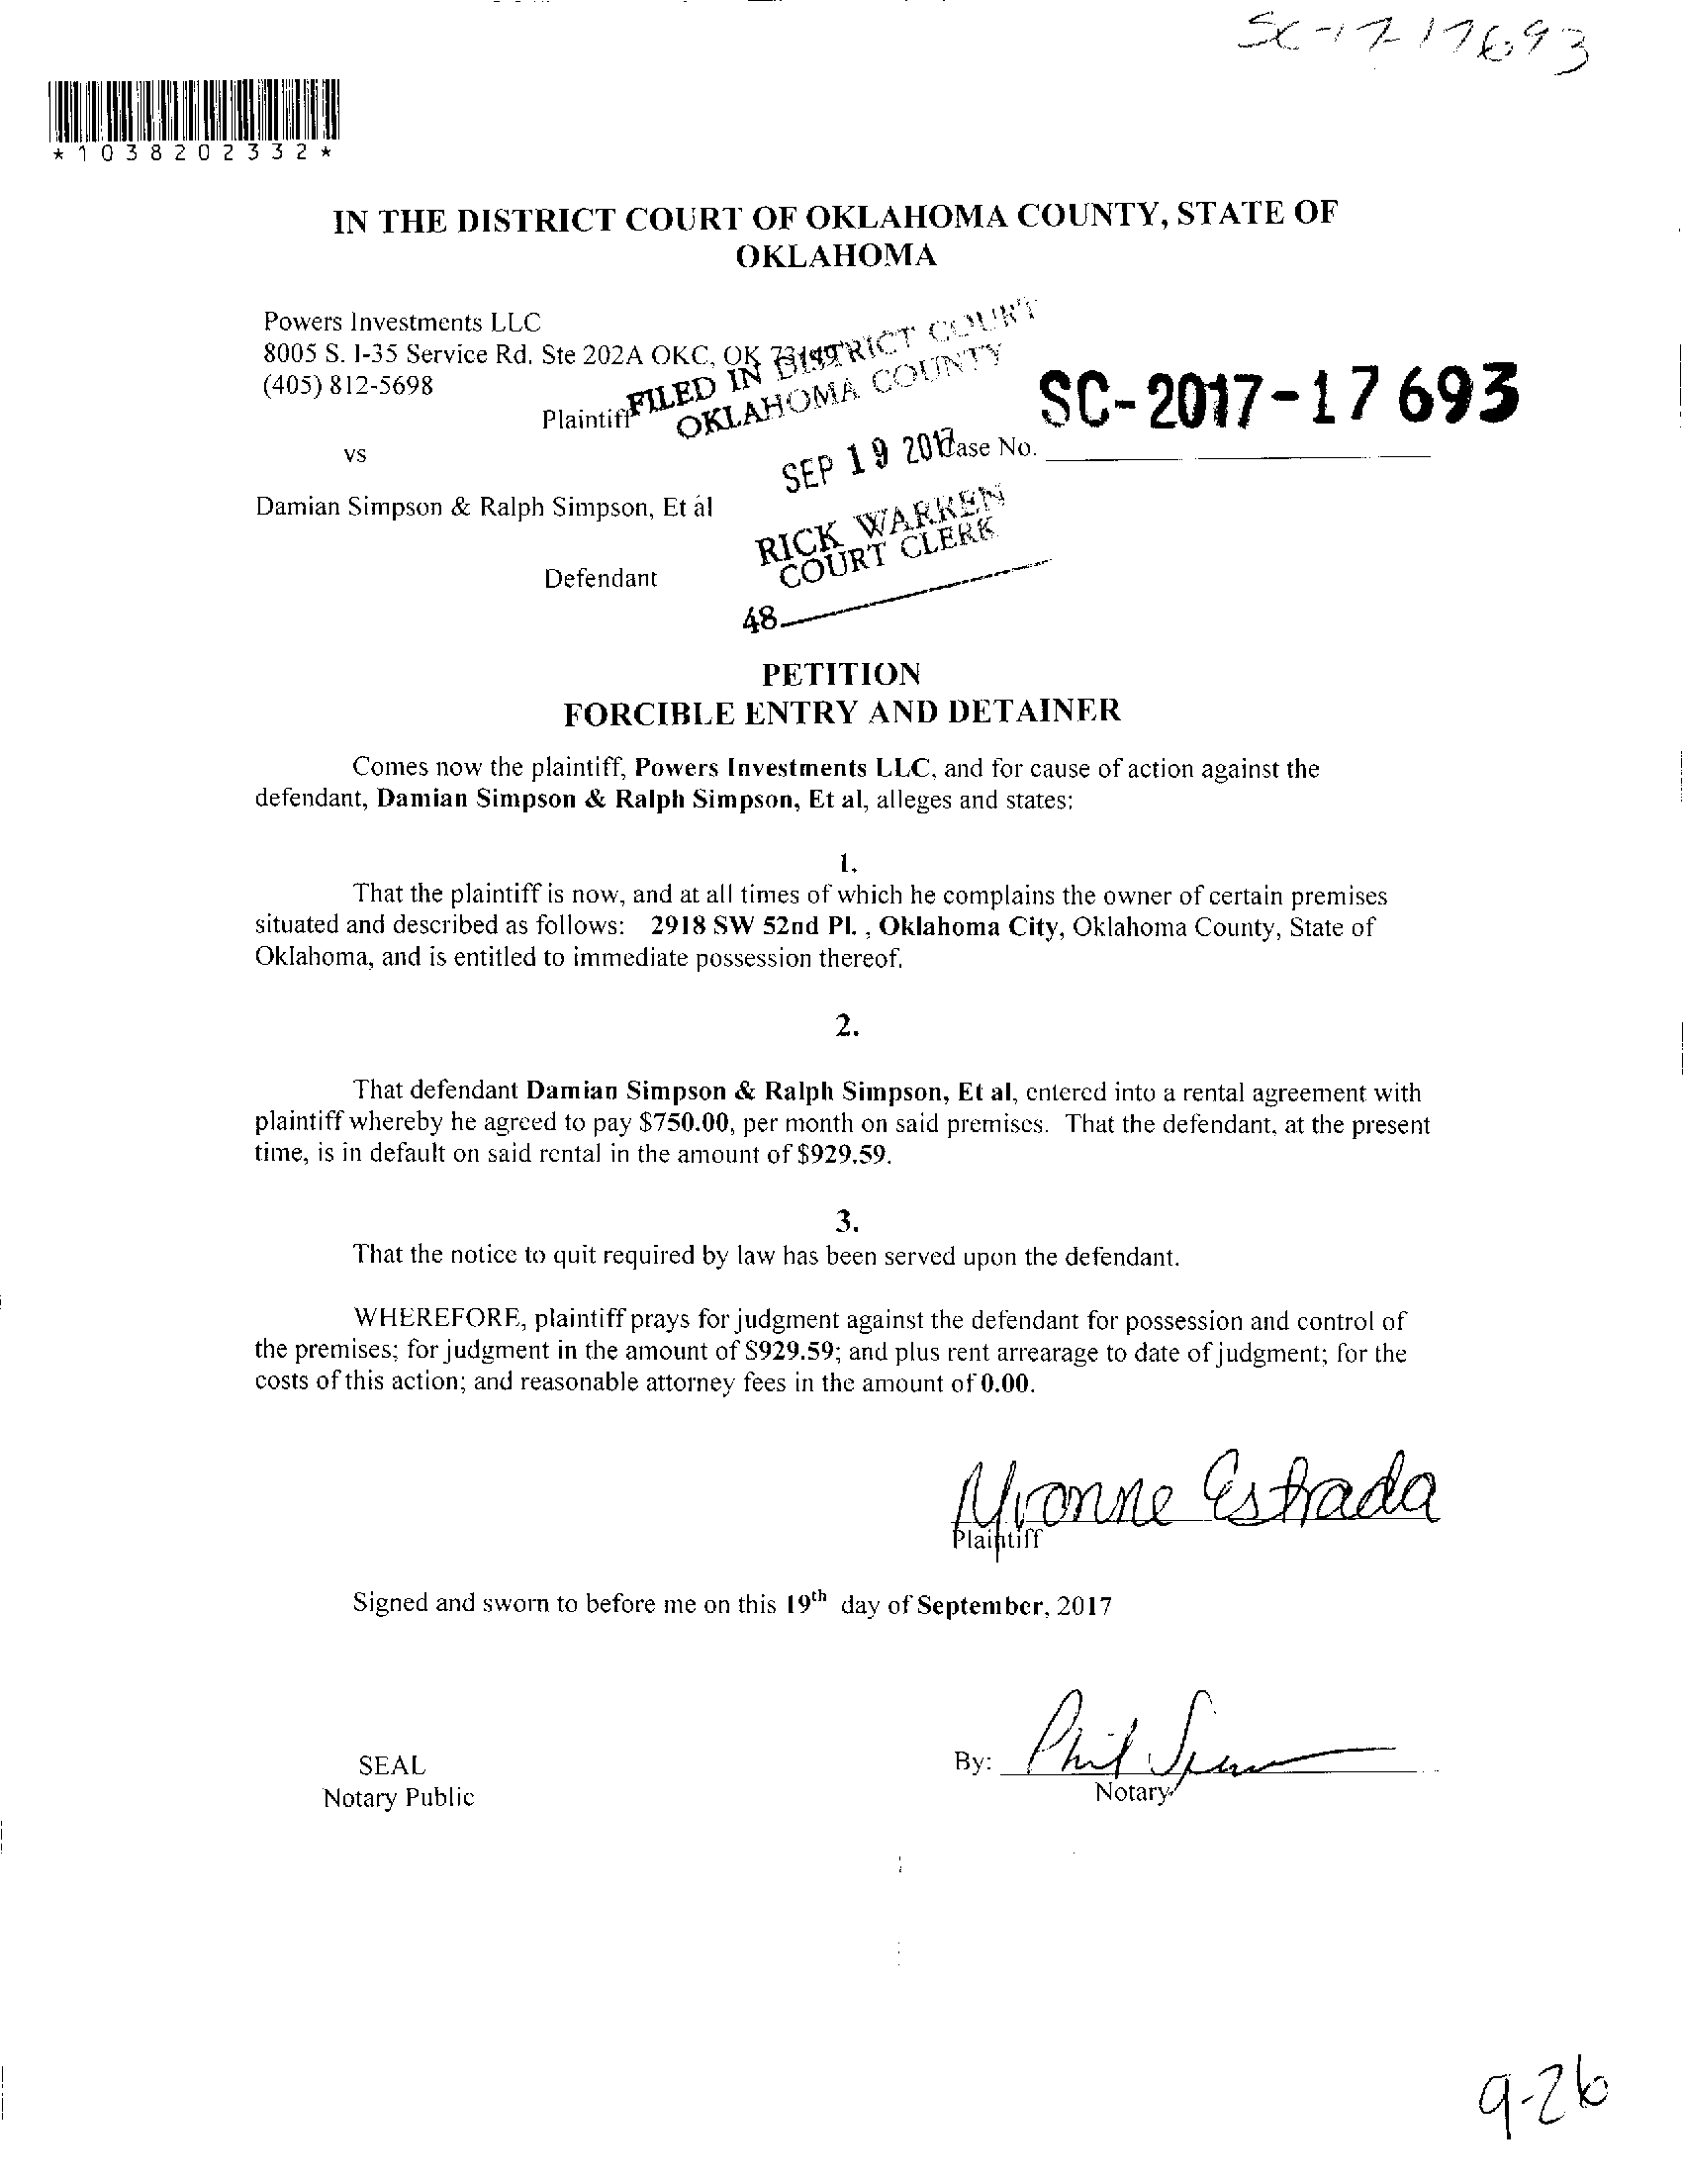 SC-17-17693
*1038202332*
IN THE DISTRICT COURT OF OKLAHOMA COUNTY, STATE OF
OKLAHOMA
Powers Investments LLC
8005 S. I-35 Service Rd. Ste 202A OKC, OK 73149
(405) 812-5698
Plaintiff
FILED IN DISTRICT COURT
OKLAHOMA COUNTY
SC-2017-17693
vs
SEP 19 2017
Case No.
Damian Simpson & Ralph Simpson, Et al
RICK WARREN
COURT CLERK
Defendant
48
PETITION
FORCIBLE ENTRY AND DETAINER
Comes now the plaintiff, Powers Investments LLC, and for cause of action against the
defendant, Damian Simpson & Ralph Simpson, Et al, alleges and states:
1.
That the plaintiff is now, and at all times of which he complains the owner of certain premises
situated and described as follows: 2918 SW 52nd Pl. , Oklahoma City, Oklahoma County, State of
Oklahoma, and is entitled to immediate possession thereof.
2.
That defendant Damian Simpson & Ralph Simpson, Et al, entered into a rental agreement with
plaintiff whereby he agreed to pay $750.00, per month on said premises. That the defendant, at the present
time, is in default on said rental in the amount of $929.59.
3.
That the notice to quit required by law has been served upon the defendant.
WHEREFORE, plaintiff prays for judgment against the defendant for possession and control of
the premises; for judgment in the amount of $929.59; and plus rent arrearage to date of judgment; for the
costs of this action; and reasonable attorney fees in the amount of 0.00.
Yvonne Estrada
Plaintiff
Signed and sworn to before me on this 19th day of September, 2017
SEAL
By: Phil
Notary
Notary Public
9-26